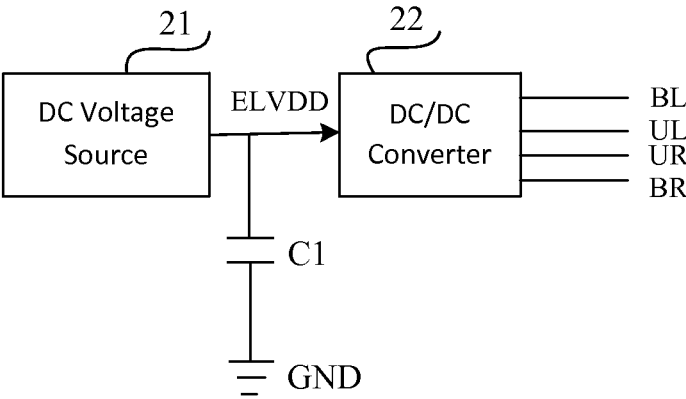 21
22
DC Voltage
Source
ELVDD
DC/DC
Converter
BL
UL
UR
BR
C1
GND